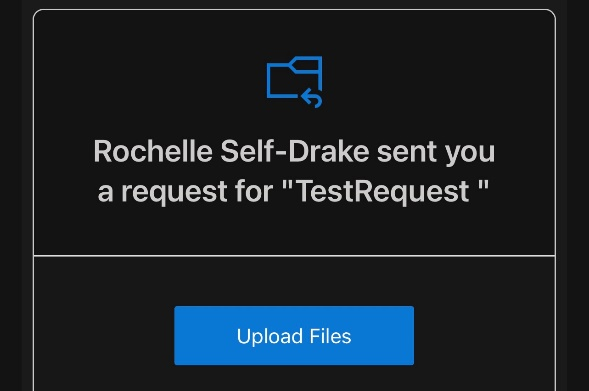 Rochelle Self-Drake sent you
a request for "TestRequest "
Upload Files